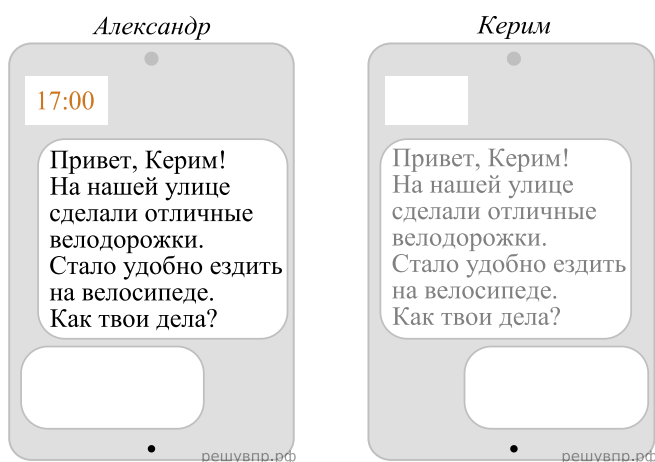 Александр
17:00
Привет, Керим!
На нашей улице
сделали отличные
велодорожки.
Стало удобно ездить
на велосипеде.
Как твои дела?
решувпр.рф
Керим
Привет, Керим!
На нашей улице
сделали отличные
велодорожки.
Стало удобно ездить
на велосипеде.
Как твои дела?
решувпр.рф